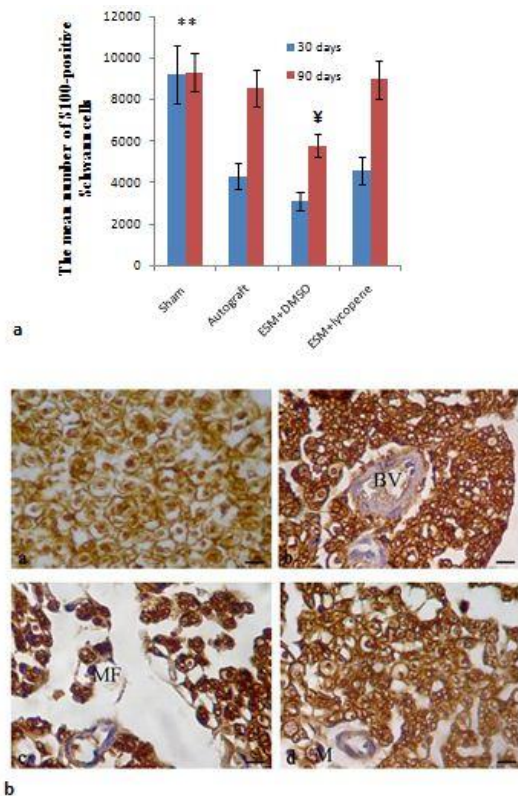 12000
10000
8000
6000
4000
2000
0
The mean number of S100-positive
Schwann cells
**
¥
30 days
90 days
Sham
Autograft
ESM+DMSO
ESM+lycopene
a
a
BV
b
MF
c
M
d
b